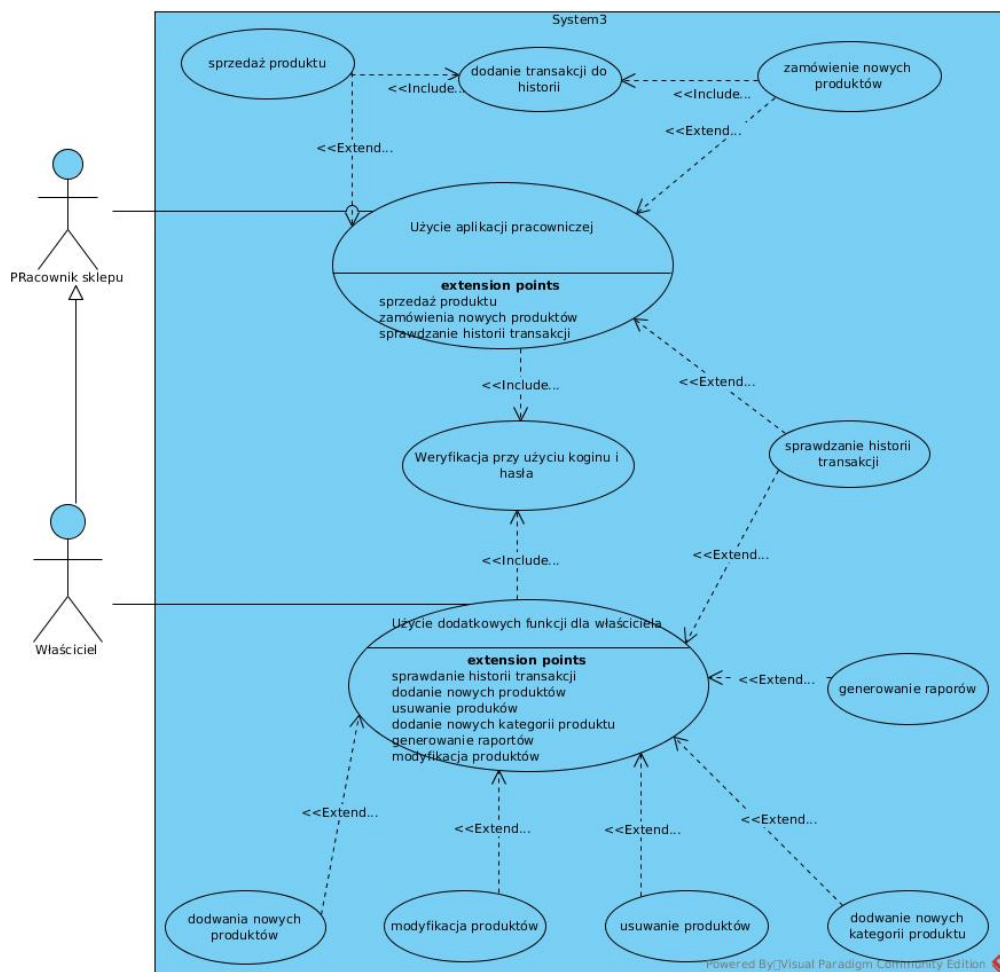 System3
sprzedaż produktu
dodanie transakcji do
historii
zamówienie nowych
produktów
<<Include...
<<Include...
<<Extend...
<<Extend...
PRacownik sklepu
Użycie aplikacji pracowniczej
extension points
sprzedaż produktu
zamówienia nowych produktów
sprawdzanie historii transakcji
<<Include...
<<Extend...
Weryfikacja przy użyciu koginu i
hasła
sprawdzanie historii
transakcji
<<Include...
<<Extend...
Właściciel
Użycie dodatkowych funkcji dla właściciela
extension points
sprawdanie historii transakcji
dodanie nowych produktów
usuwanie produków
dodanie nowych kategorii produktu
generowanie raportów
modyfikacja produktów
<<Extend...
generowanie raporów
<<Extend...
<<Extend...
<<Extend...
<<Extend...
dodwania nowych
produktów
modyfikacja produktów
usuwanie produktów
dodwanie nowych
kategorii produktu
Powered By Visual Paradigm Community Edition